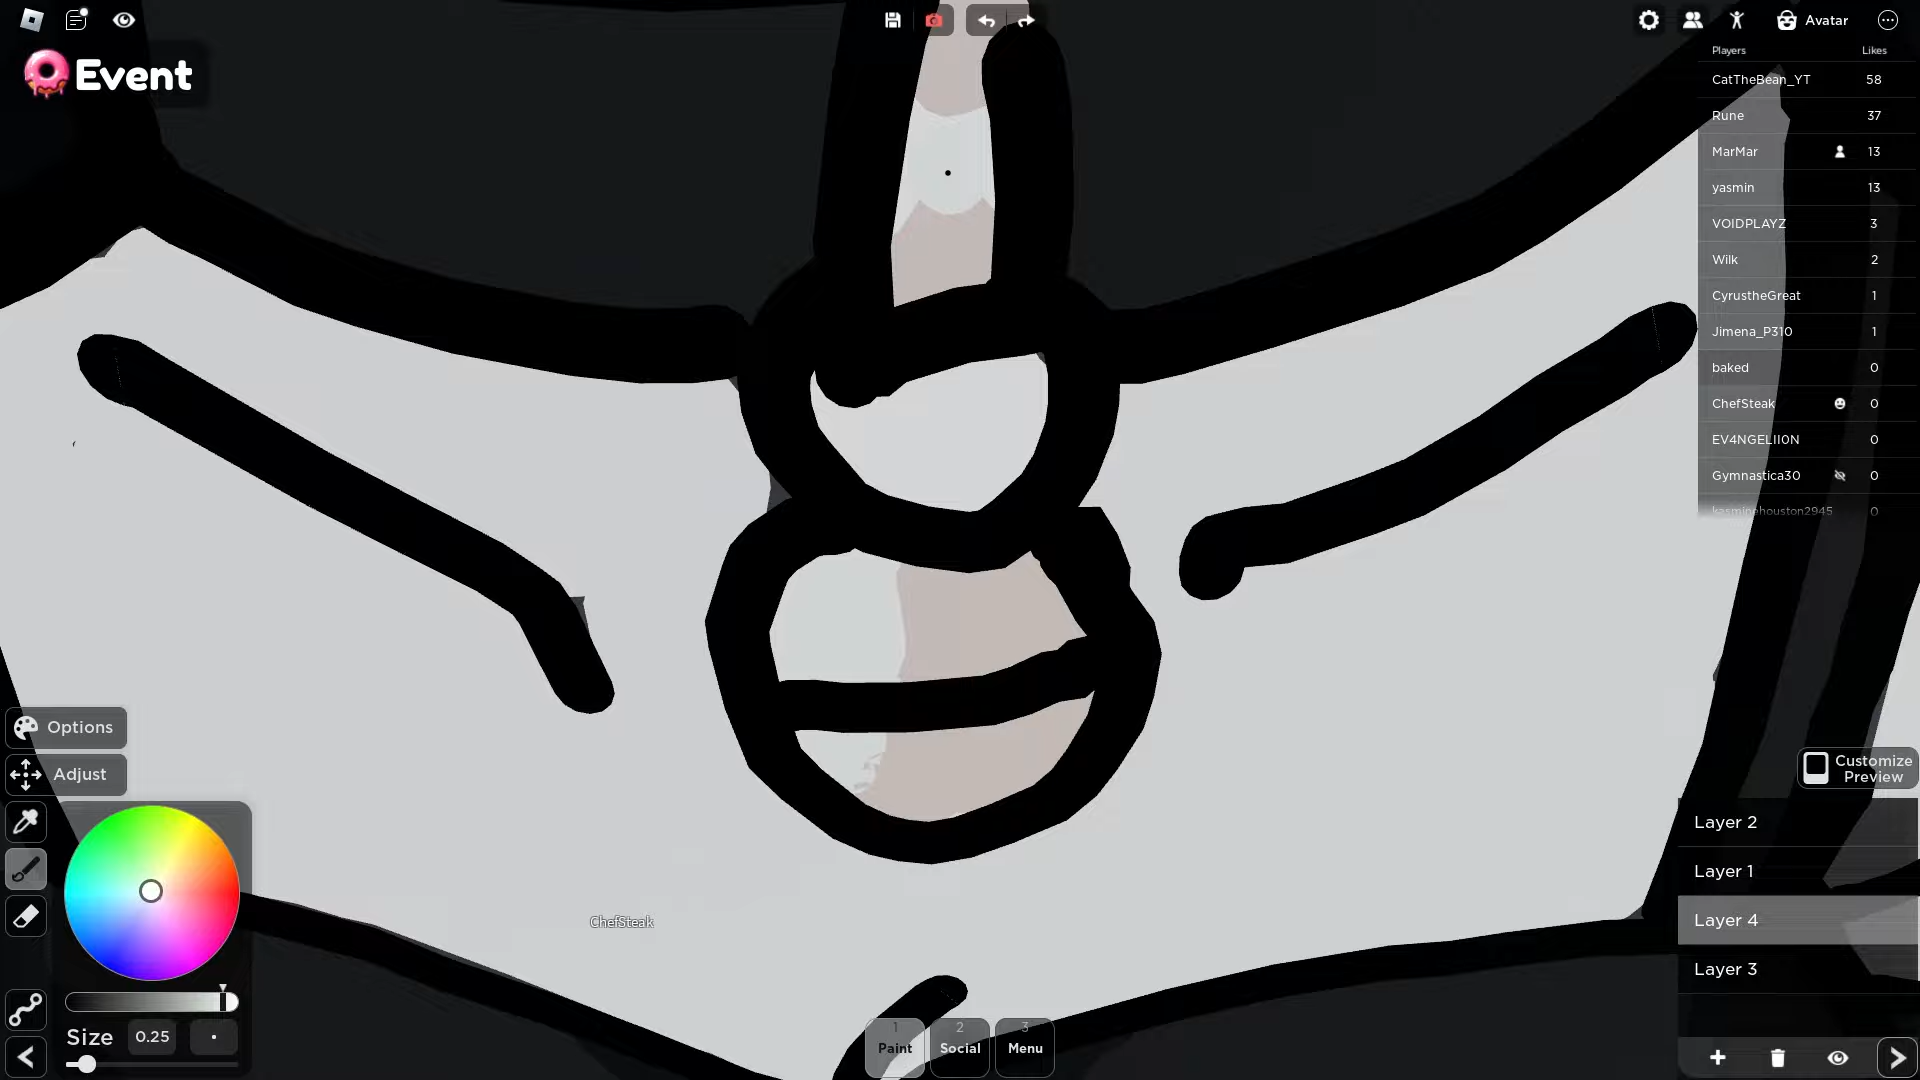 Avatar
Event
Players Likes
CatTheBean_YT 58
Rune 37
MarMar 13
yasmin 13
VOIDPLAYZ 3
Wilk 2
CyrustheGreat 1
Jimena_P310 1
baked 0
ChefSteak 0
EV4NGELII0N 0
Gymnastica30 0
kasminehouston2945 0
Options
Adjust
Customize
Preview
Layer 2
Layer 1
Layer 4
Layer 3
ChefSteak
Size 0.25
1 2 3
Paint Social Menu